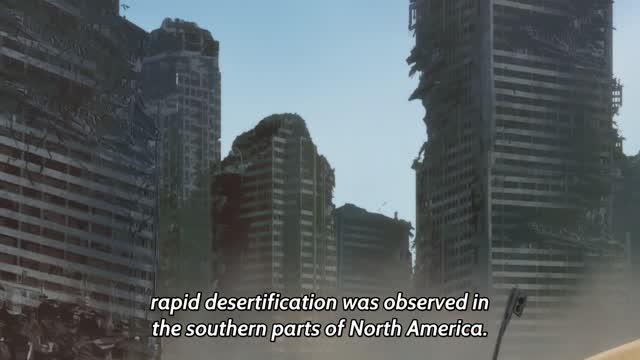 rapid desertification was observed in
the southern parts of North America.